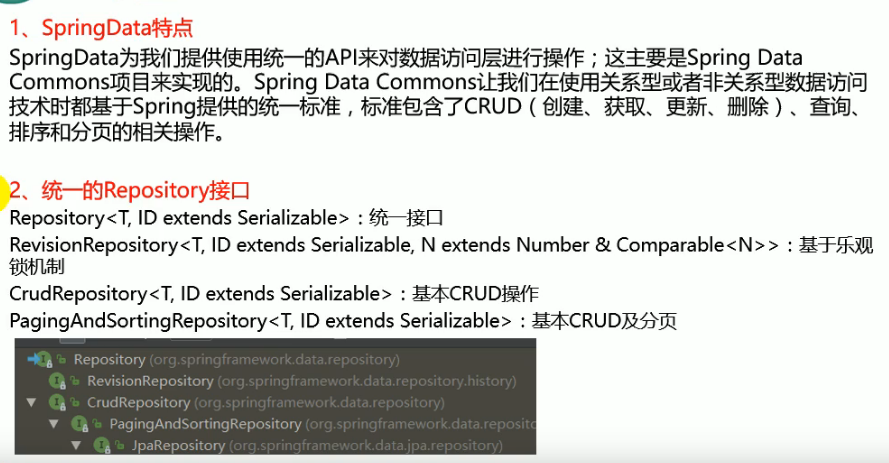 1、SpringData特点
SpringData为我们提供使用统一的API来对数据访问层进行操作；这主要是Spring Data
Commons项目来实现的。Spring Data Commons让我们在使用关系型或者非关系型数据访问
技术时都基于Spring提供的统一标准，标准包含了CRUD（创建、获取、更新、删除）、查询、
排序和分页的相关操作。
2、统一的Repository接口
Repository<T, ID extends Serializable>：统一接口
RevisionRepository<T, ID extends Serializable, N extends Number & Comparable<N>>：基于乐观
锁机制
CrudRepository<T, ID extends Serializable>：基本CRUD操作
PagingAndSortingRepository<T, ID extends Serializable>：基本CRUD及分页
Repository (org.springframework.data.repository)
RevisionRepository (org.springframework.data.repository.history)
CrudRepository (org.springframework.data.repository)
PagingAndSortingRepository (org.springframework.data.reposito
JpaRepository (org.springframework.data.jpa.repository)